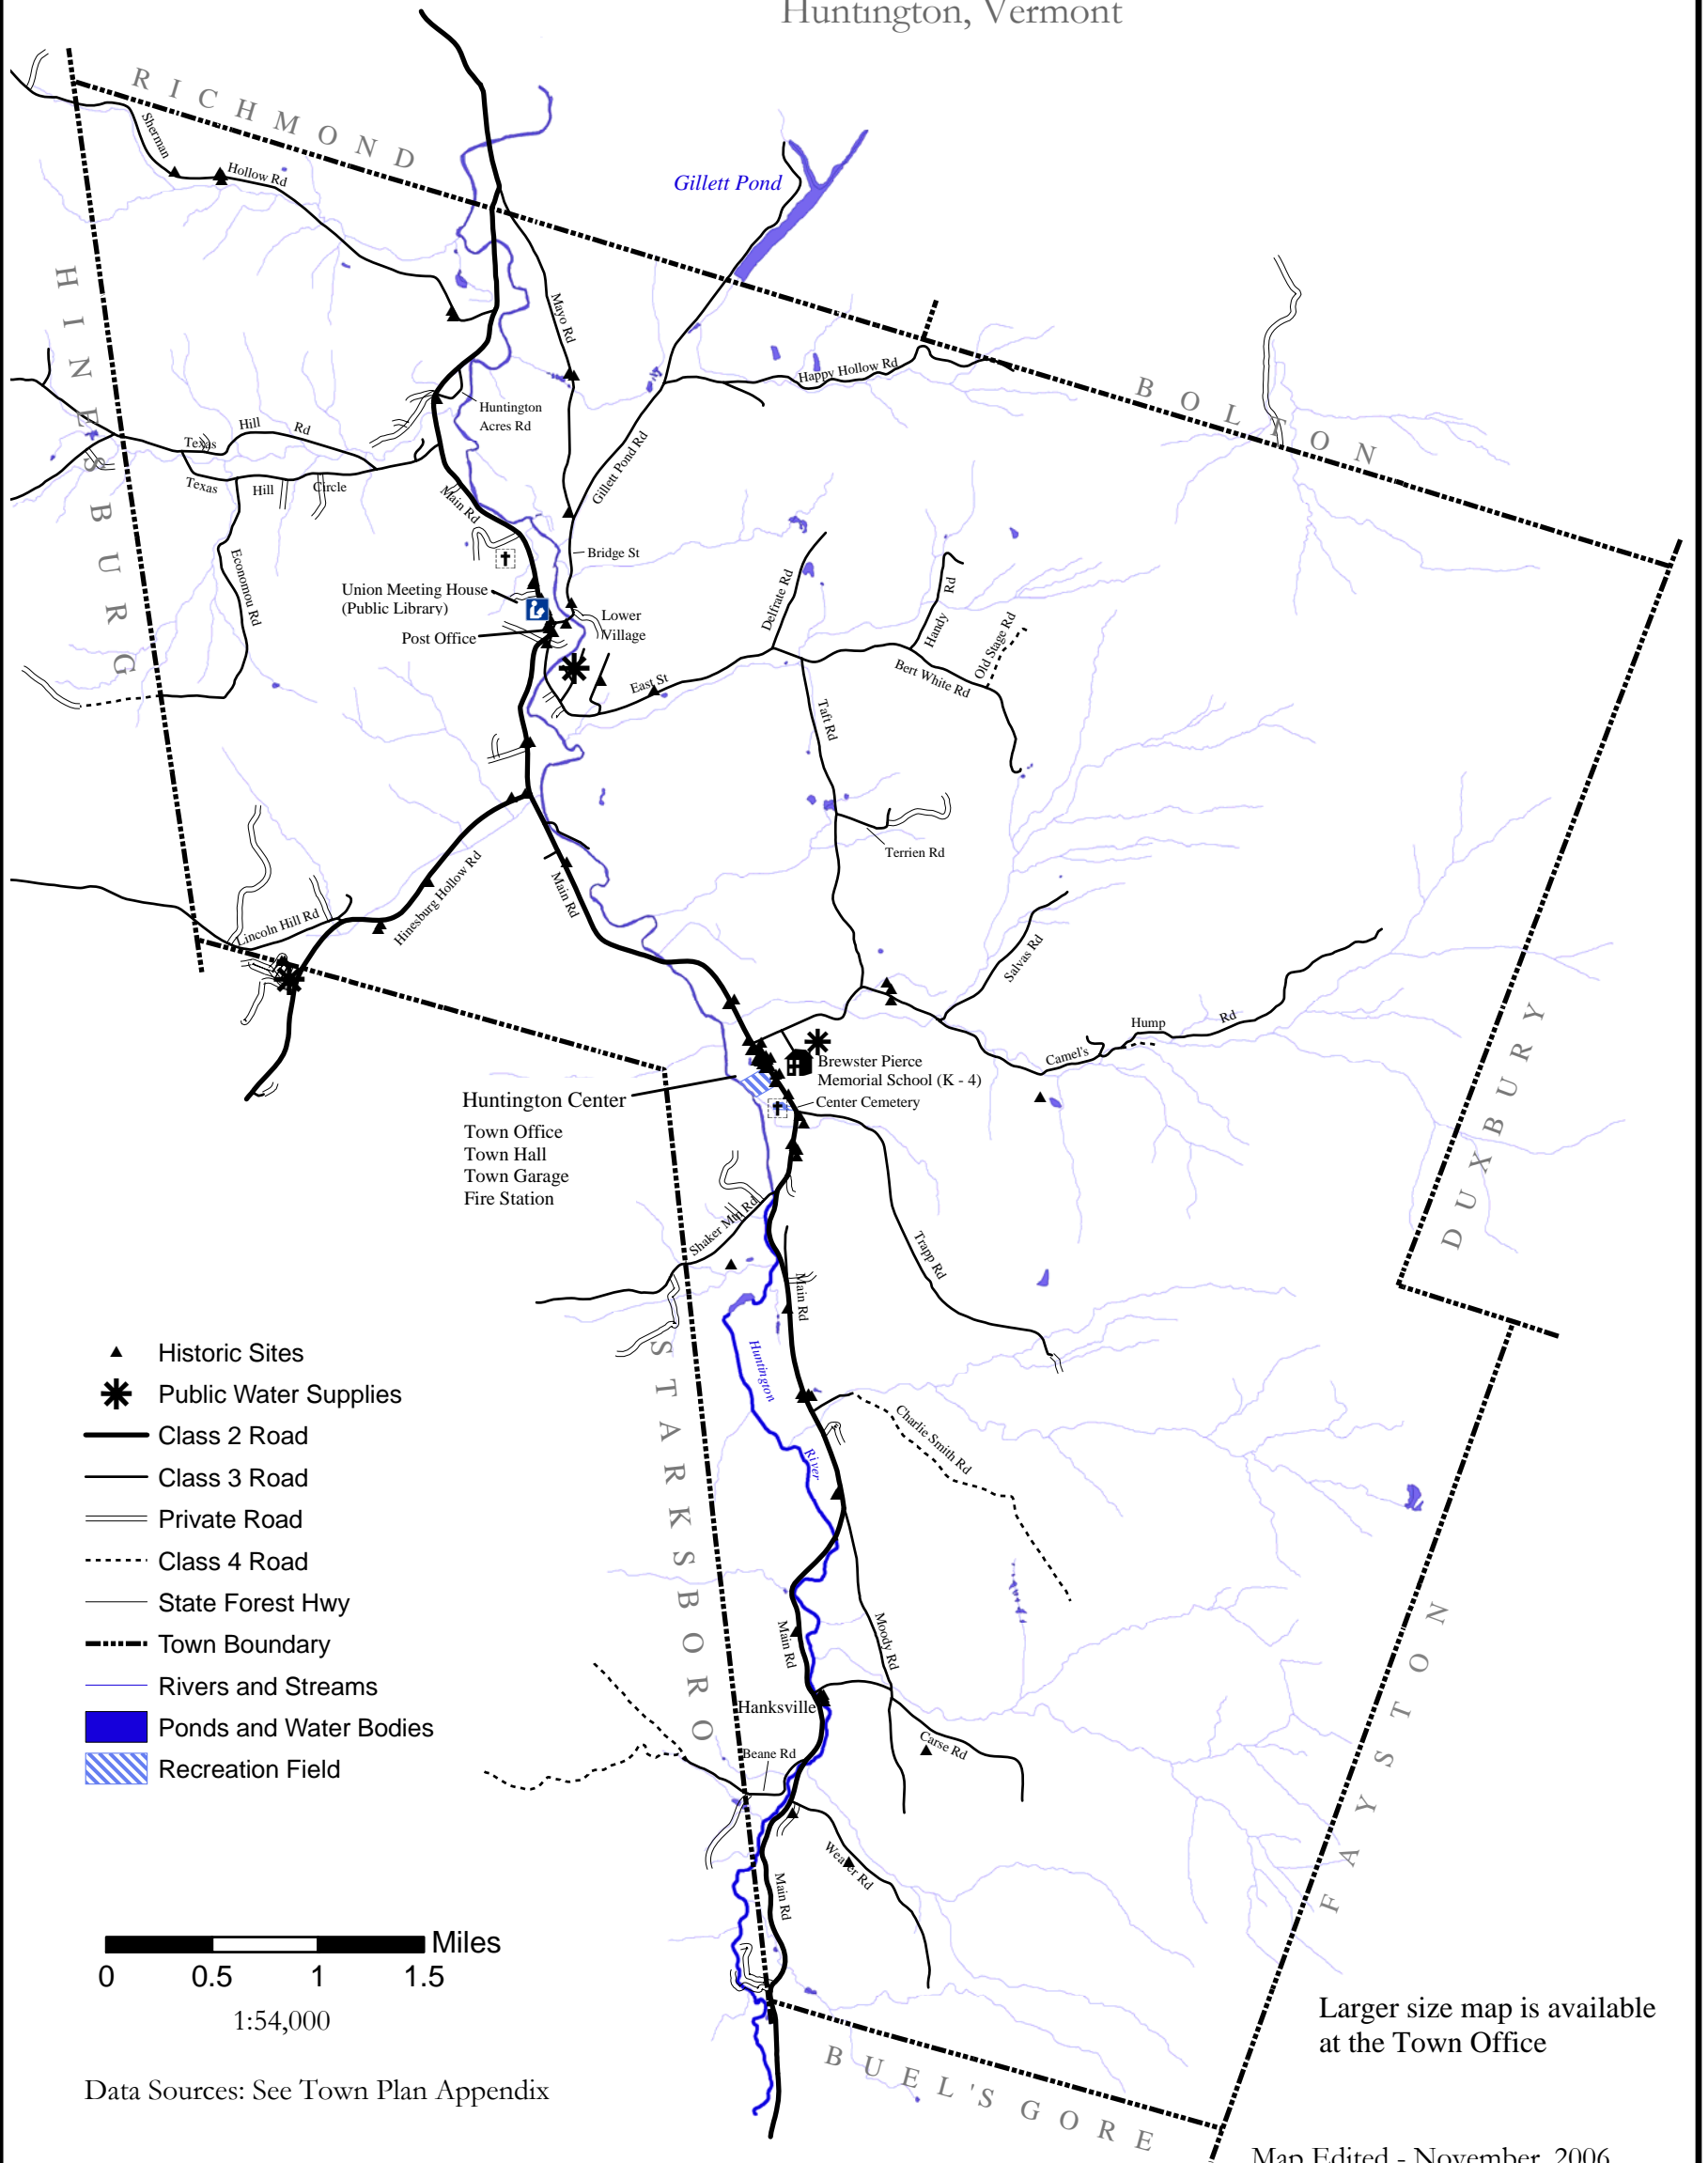 Huntington, Vermont
RICHMOND
HINESBURG
BOLTON
DUXBURY
FAYSTON
STARKSBORO
BUEL'S GORE
Gillett Pond
Sherman
Hollow Rd
Mayo Rd
Happy Hollow Rd
Huntington
Acres Rd
Texas
Hill
Rd
Texas
Hill
Circle
Main Rd
Gillett Pond Rd
Bridge St
Economou Rd
Union Meeting House
(Public Library)
Post Office
Lower
Village
Delfrate Rd
Handy
Rd
Old Stage Rd
East St
Bert White Rd
Taft Rd
Terrien Rd
Main Rd
Hinesburg Hollow Rd
Lincoln Hill Rd
Salvas Rd
Camel's
Hump
Rd
Brewster Pierce
Memorial School (K - 4)
Center Cemetery
Huntington Center
Town Office
Town Hall
Town Garage
Fire Station
Shaker Mtn Rd
Trapp Rd
Main Rd
Huntington
River
Charlie Smith Rd
Main Rd
Moody Rd
Hanksville
Beane Rd
Carse Rd
Weaver Rd
Main Rd
Historic Sites
Public Water Supplies
Class 2 Road
Class 3 Road
Private Road
Class 4 Road
State Forest Hwy
Town Boundary
Rivers and Streams
Ponds and Water Bodies
Recreation Field
Miles
0 0.5 1 1.5
1:54,000
Data Sources: See Town Plan Appendix
Larger size map is available
at the Town Office
Map Edited - November, 2006